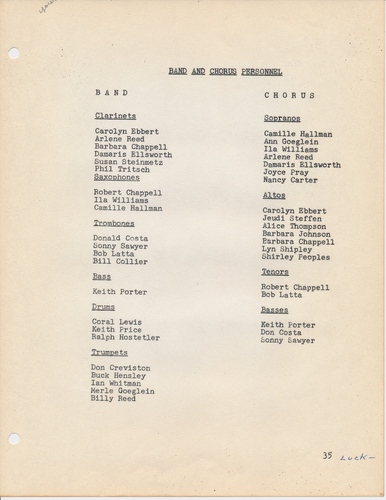 BAND AND CHORUS PERSONNEL
BAND
Clarinets
Carolyn Ebbert
Arlene Reed
Barbara Chappell
Damaris Ellsworth
Susan Steinmetz
Phil Tritsch
Saxophones
Robert Chappell
Ila Williams
Camille Hallman
Trombones
Donald Costa
Sonny Sawyer
Bob Latta
Bill Collier
Bass
Keith Porter
Drums
Coral Lewis
Keith Price
Ralph Hostetler
Trumpets
Don Creviston
Buck Hensley
Ian Whitman
Merle Goeglein
Billy Reed
CHORUS
Sopranos
Camille Hallman
Ann Goeglein
Ila Williams
Arlene Reed
Damaris Ellsworth
Joyce Pray
Nancy Carter
Altos
Carolyn Ebbert
Jeudi Steffen
Alice Thompson
Barbara Johnson
Barbara Chappell
Lyn Shipley
Shirley Peoples
Tenors
Robert Chappell
Bob Latta
Basses
Keith Porter
Don Costa
Sonny Sawyer
35 Luck-